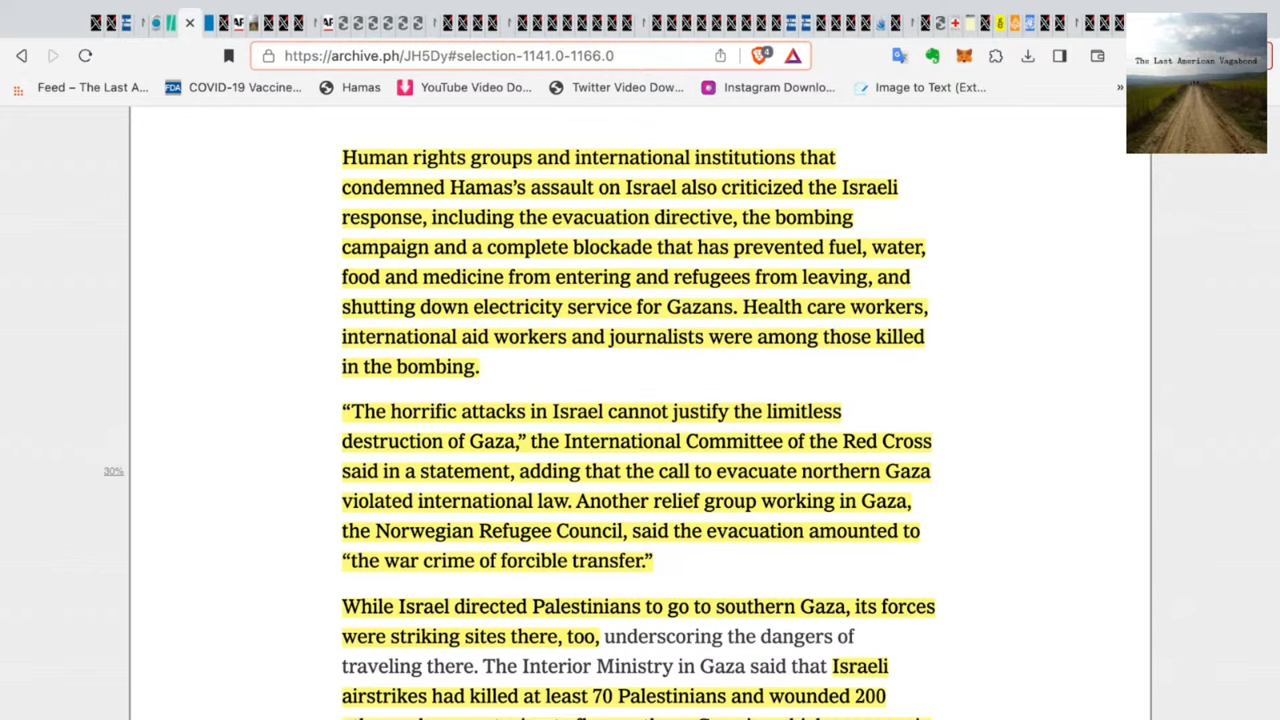 https://archive.ph/JH5Dy#selection-1141.0-1166.0
4
Feed – The Last A...
FDA
COVID-19 Vaccine...
Hamas
YouTube Video Do...
Twitter Video Dow...
Instagram Downlo...
Image to Text (Ext...
»
The Last American Vagabond
Human rights groups and international institutions that
condemned Hamas’s assault on Israel also criticized the Israeli
response, including the evacuation directive, the bombing
campaign and a complete blockade that has prevented fuel, water,
food and medicine from entering and refugees from leaving, and
shutting down electricity service for Gazans. Health care workers,
international aid workers and journalists were among those killed
in the bombing.
“The horrific attacks in Israel cannot justify the limitless
destruction of Gaza,” the International Committee of the Red Cross
said in a statement, adding that the call to evacuate northern Gaza
30%
violated international law. Another relief group working in Gaza,
the Norwegian Refugee Council, said the evacuation amounted to
“the war crime of forcible transfer.”
While Israel directed Palestinians to go to southern Gaza, its forces
were striking sites there, too, underscoring the dangers of
traveling there. The Interior Ministry in Gaza said that Israeli
airstrikes had killed at least 70 Palestinians and wounded 200